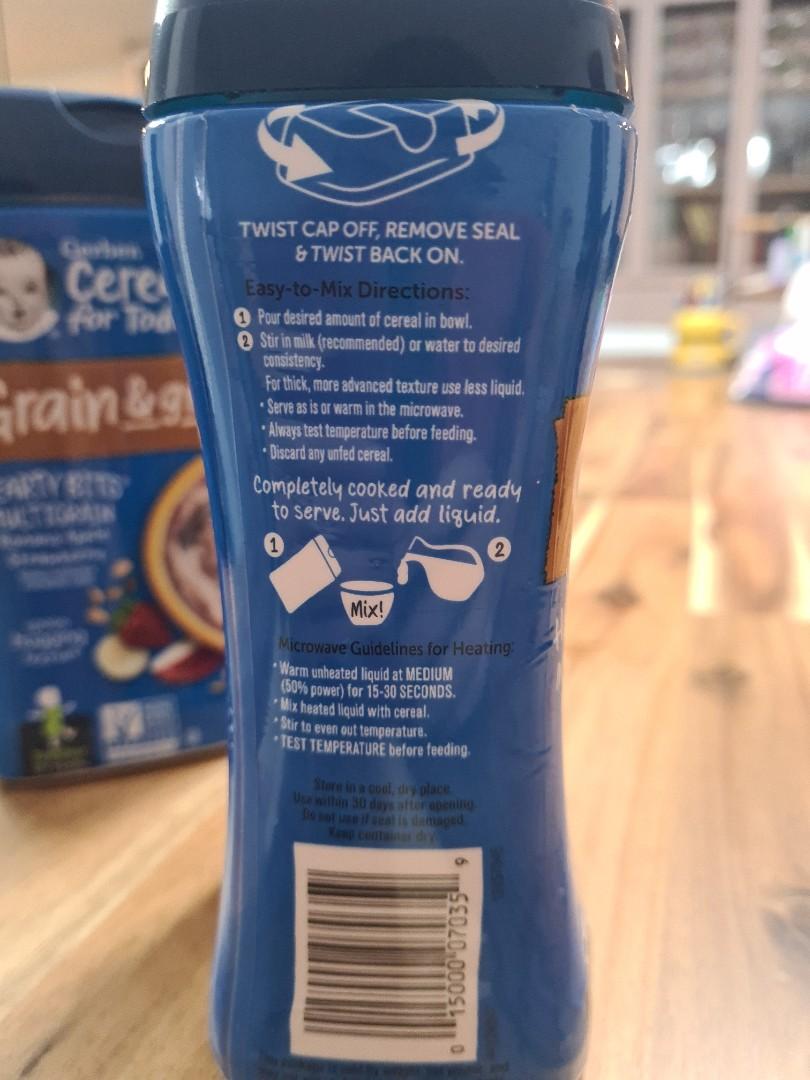 TWIST CAP OFF, REMOVE SEAL
& TWIST BACK ON.
Easy-to-Mix Directions:
1 Pour desired amount of cereal in bowl.
2 Stir in milk (recommended) or water to desired
consistency.
For thick, more advanced texture use less liquid.
• Serve as is or warm in the microwave.
• Always test temperature before feeding.
• Discard any unfed cereal.
Completely cooked and ready
to serve. Just add liquid.
1
2
Mix!
Microwave Guidelines for Heating:
• Warm unheated liquid at MEDIUM
(50% power) for 15-30 SECONDS.
• Mix heated liquid with cereal.
• Stir to even out temperature.
• TEST TEMPERATURE before feeding.
Store in a cool, dry place.
Use within 30 days after opening.
Do not use if seal is damaged.
Keep container dry.
0 15000 07035 9
Gerber
Cere
for Tod
Grain & g
EARTY BITS
MULTIGRAIN